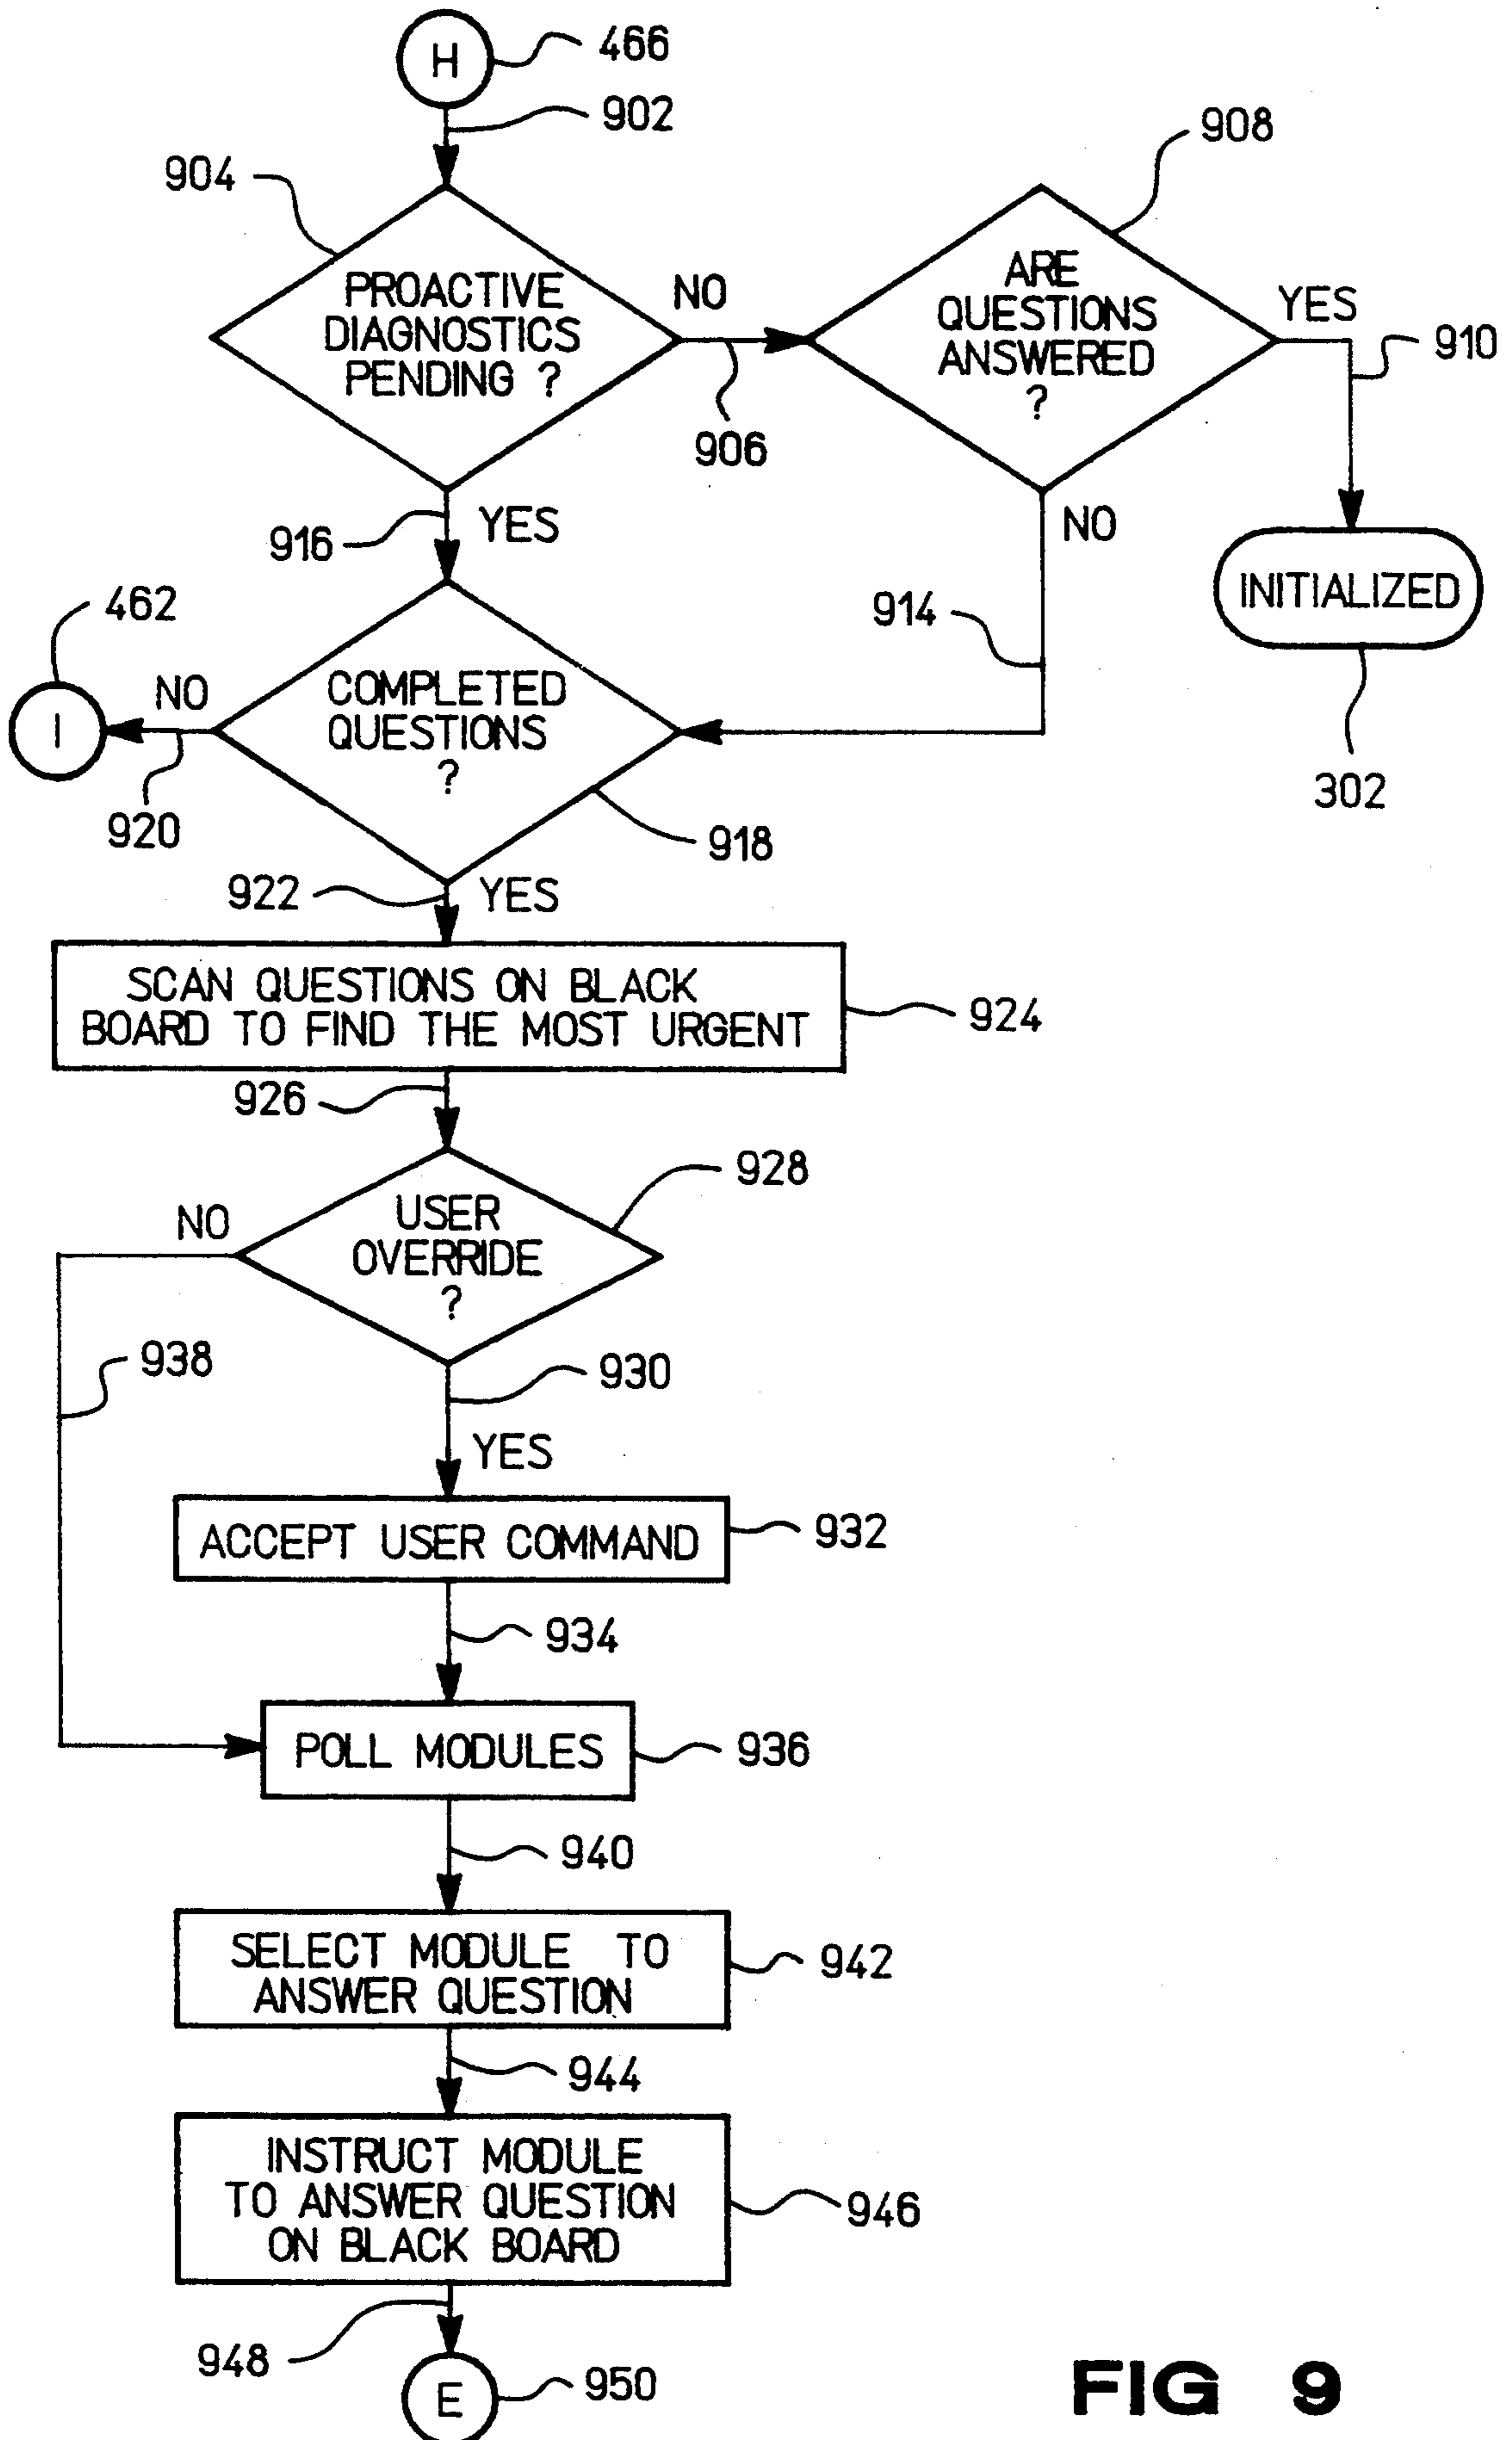 H
466
902
904
908
PROACTIVE
DIAGNOSTICS
PENDING ?
NO
906
ARE
QUESTIONS
ANSWERED
?
YES
910
916
YES
NO
914
INITIALIZED
302
462
I
NO
920
COMPLETED
QUESTIONS
?
918
922
YES
SCAN QUESTIONS ON BLACK
BOARD TO FIND THE MOST URGENT
924
926
928
NO
USER
OVERRIDE
?
938
930
YES
ACCEPT USER COMMAND
932
934
POLL MODULES
936
940
SELECT MODULE TO
ANSWER QUESTION
942
944
INSTRUCT MODULE
TO ANSWER QUESTION
ON BLACK BOARD
946
948
E
950
FIG 9